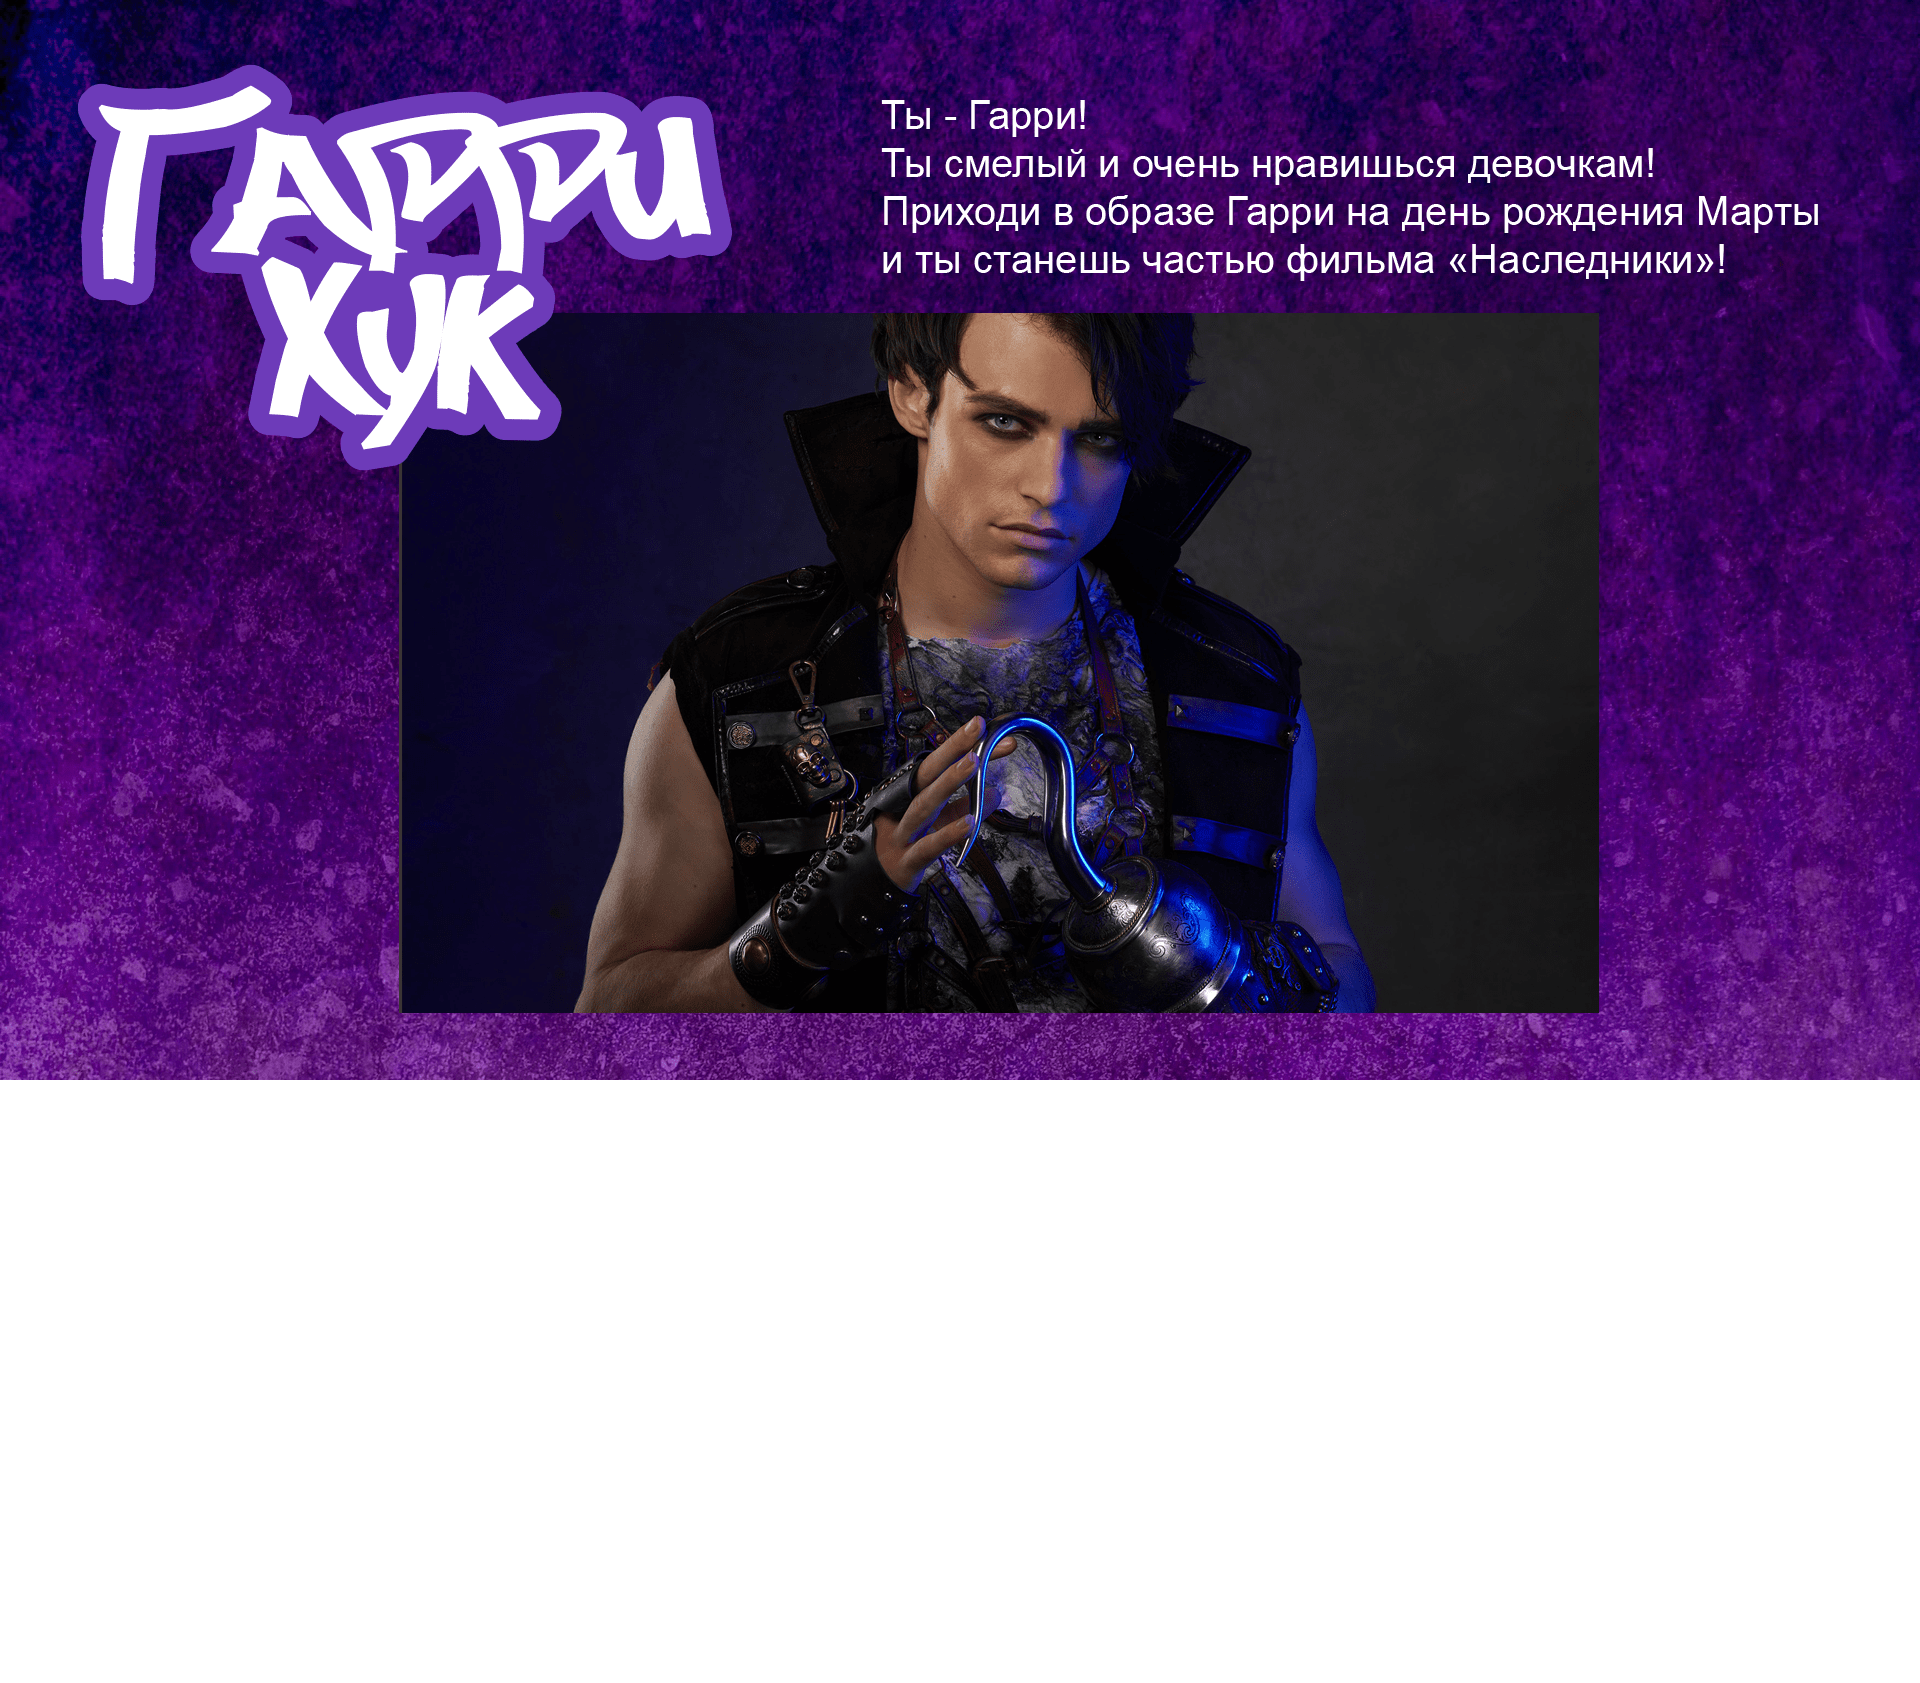 Гарри
Хук
Ты - Гарри!
Ты смелый и очень нравишься девочкам!
Приходи в образе Гарри на день рождения Марты
и ты станешь частью фильма «Наследники»!